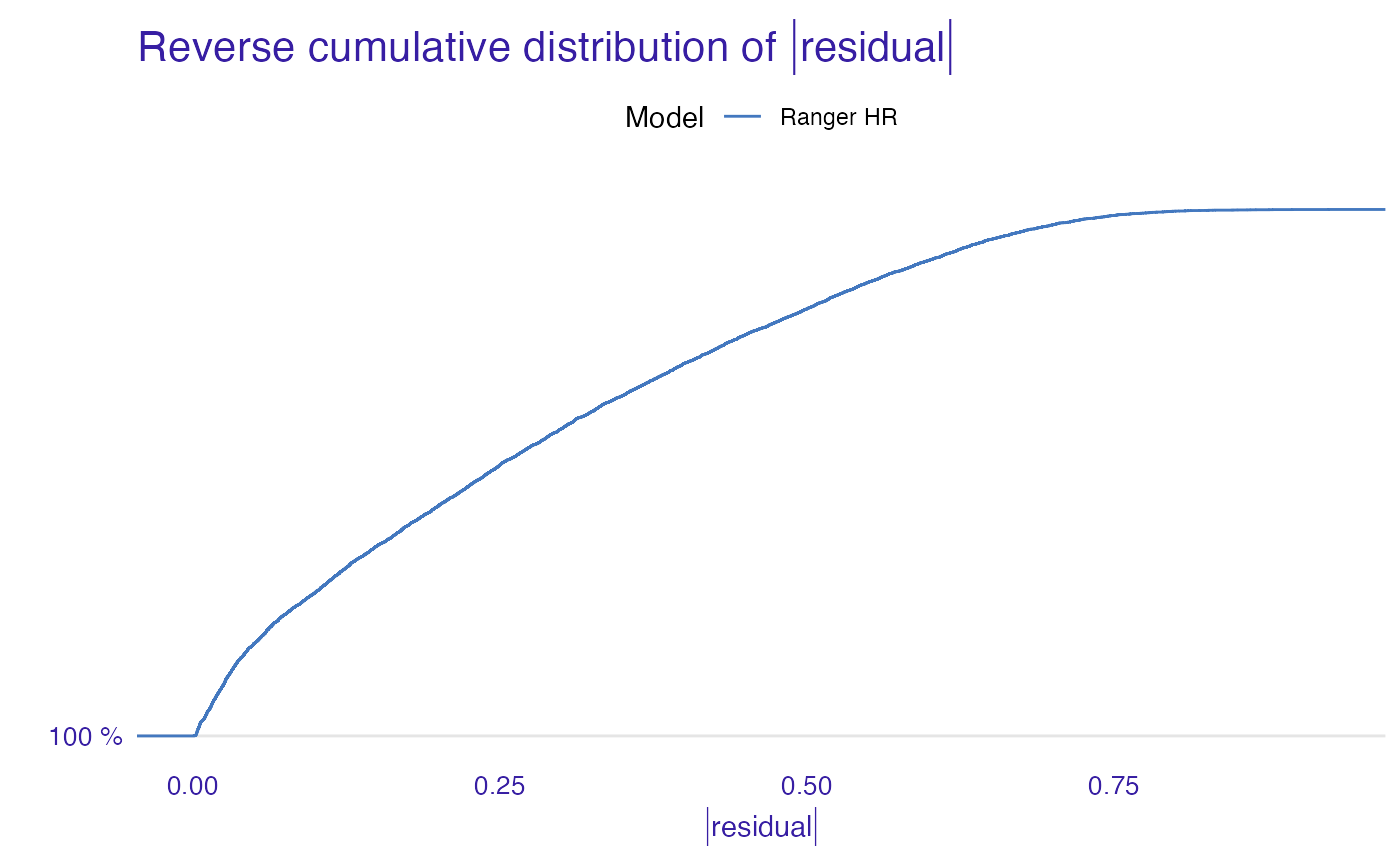 Reverse cumulative distribution of |residual|
Model Ranger HR
100 %
0.00 0.25 0.50 0.75
|residual|